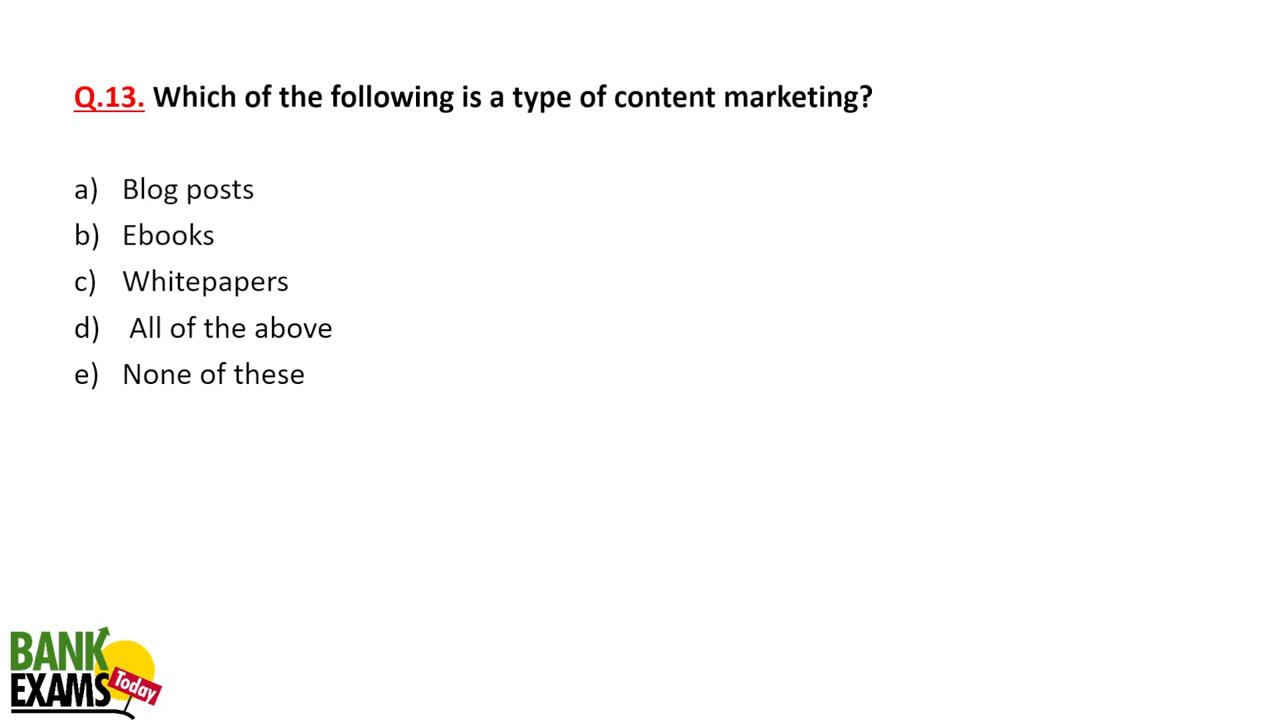 Q.13. Which of the following is a type of content marketing?
a) Blog posts
b) Ebooks
c) Whitepapers
d) All of the above
e) None of these
BANK
EXAMS Today